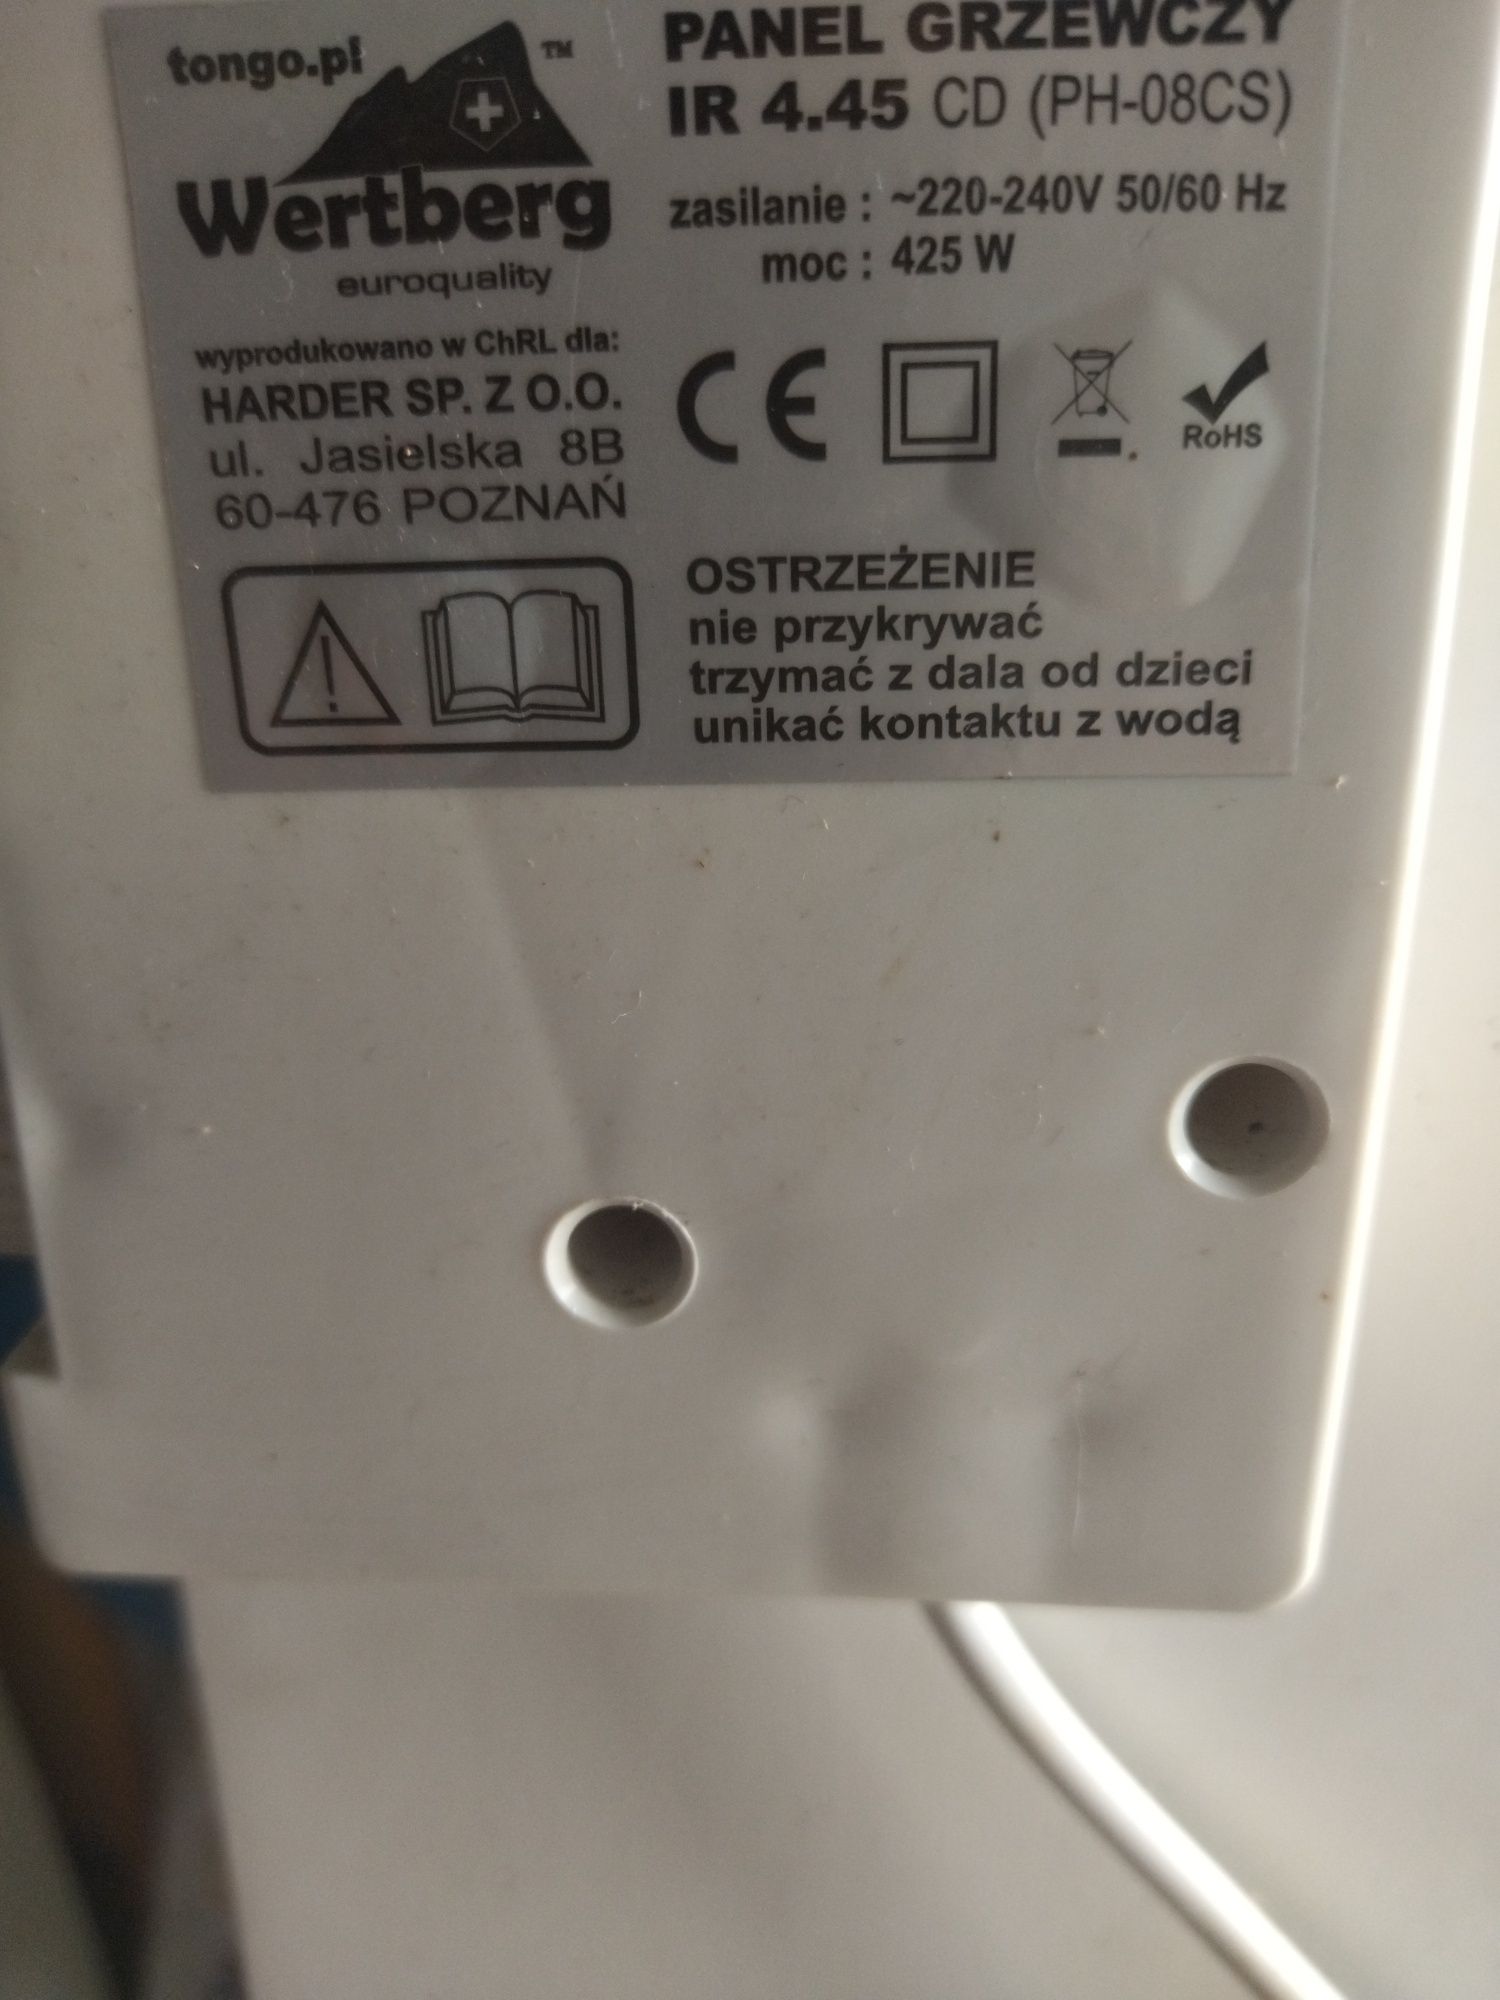 tongo.pl
TM
Wertberg
euroquality
PANEL GRZEWCZY
IR 4.45 CD (PH-08CS)
zasilanie : ~220-240V 50/60 Hz
moc : 425 W
wyprodukowano w ChRL dla:
HARDER SP. Z O.O.
ul. Jasielska 8B
60-476 POZNAŃ
CE
RoHS
OSTRZEŻENIE
nie przykrywać
trzymać z dala od dzieci
unikać kontaktu z wodą